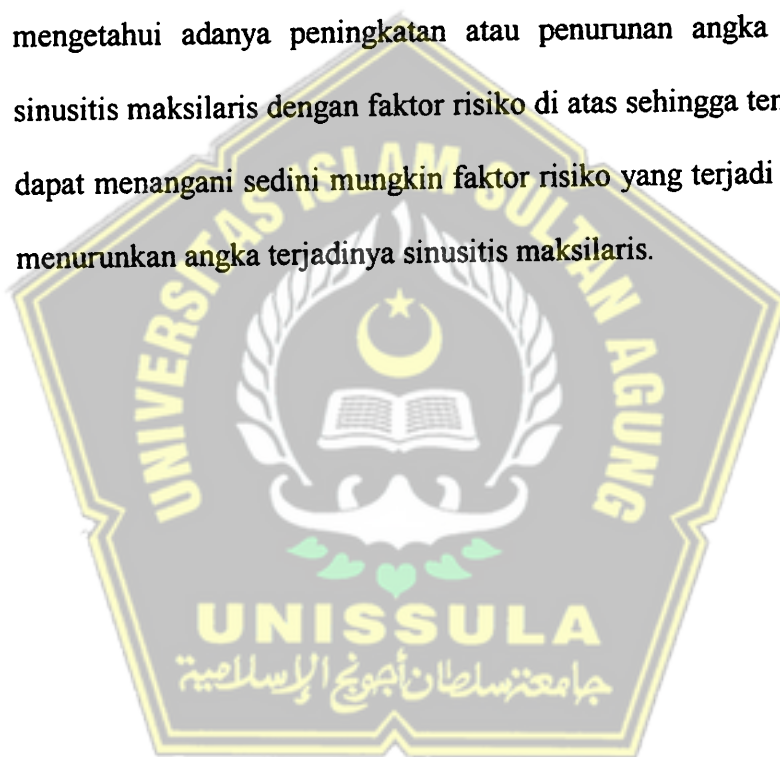 mengetahui adanya peningkatan atau penurunan angka
sinusitis maksilaris dengan faktor risiko di atas sehingga
dapat menangani sedini mungkin faktor risiko yang terjadi
menurunkan angka terjadinya sinusitis maksilaris.
UNIVERSITAS ISLAM SULTAN AGUNG
UNISSULA
جامعة سلطان أجونج الإسلامية